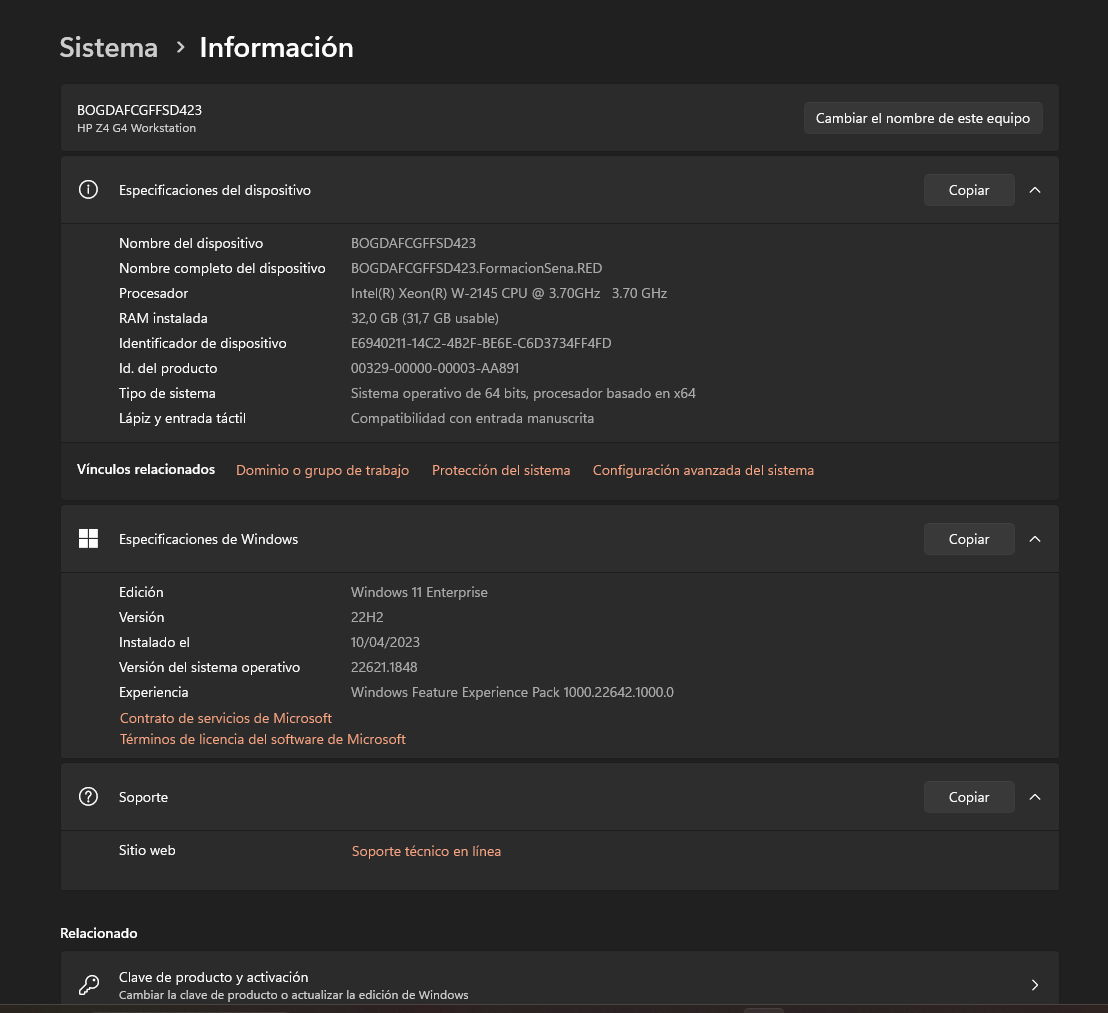 Sistema > Información
BOGDAFCGFFSD423
HP Z4 G4 Workstation
Cambiar el nombre de este equipo
Especificaciones del dispositivo
Copiar
Nombre del dispositivo BOGDAFCGFFSD423
Nombre completo del dispositivo BOGDAFCGFFSD423.FormacionSena.RED
Procesador Intel(R) Xeon(R) W-2145 CPU @ 3.70GHz 3.70 GHz
RAM instalada 32,0 GB (31,7 GB usable)
Identificador de dispositivo E6940211-14C2-4B2F-BE6E-C6D3734FF4FD
Id. del producto 00329-00000-00003-AA891
Tipo de sistema Sistema operativo de 64 bits, procesador basado en x64
Lápiz y entrada táctil Compatibilidad con entrada manuscrita
Vínculos relacionados Dominio o grupo de trabajo Protección del sistema Configuración avanzada del sistema
Especificaciones de Windows
Copiar
Edición Windows 11 Enterprise
Versión 22H2
Instalado el 10/04/2023
Versión del sistema operativo 22621.1848
Experiencia Windows Feature Experience Pack 1000.22642.1000.0
Contrato de servicios de Microsoft
Términos de licencia del software de Microsoft
Soporte
Copiar
Sitio web Soporte técnico en línea
Relacionado
Clave de producto y activación
Cambiar la clave de producto o actualizar la edición de Windows